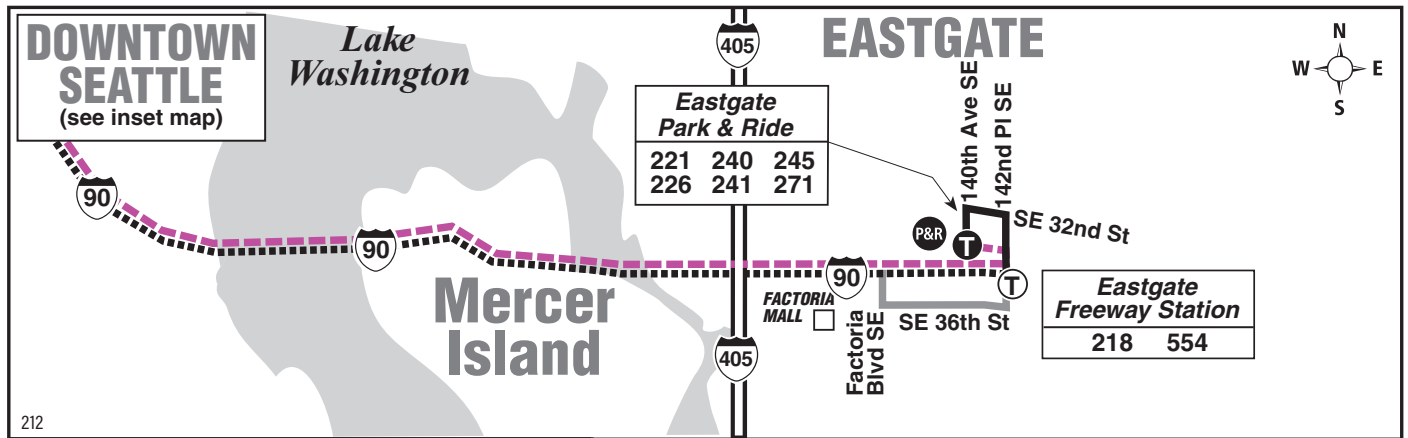 DOWNTOWN
SEATTLE
(see inset map)
Lake
Washington
405
EASTGATE
N
W E
S
Eastgate
Park & Ride
221 240 245
226 241 271
140th Ave SE
142nd Pl SE
SE 32nd St
90
90
P&R
T
90
T
Mercer
Island
FACTORIA
MALL
Factoria
Blvd SE
SE 36th St
Eastgate
Freeway Station
218 554
405
212